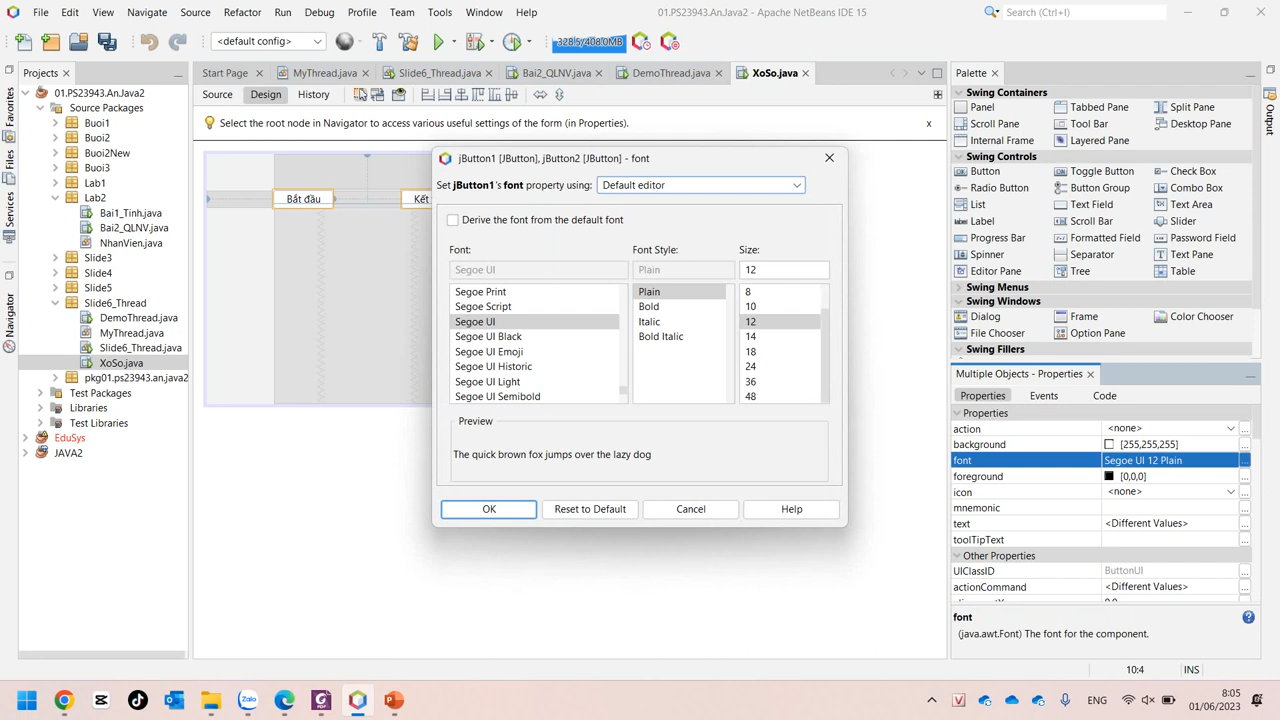 File Edit View Navigate Source Refactor Run Debug Profile Team Tools Window Help
01.PS23943.AnJava2 - Apache NetBeans IDE 15
Search (Ctrl+I)
<default config>
328.5/408.0MB
Projects
Start Page
MyThread.java
Slide6_Thread.java
Bai2_QLNV.java
DemoThread.java
XoSo.java
Palette
Favorites
Files
Services
Navigator
Output
01.PS23943.AnJava2
Source Packages
Buoi1
Buoi2
Buoi2New
Buoi3
Lab1
Lab2
Bai1_Tinh.java
Bai2_QLNV.java
NhanVien.java
Slide3
Slide4
Slide5
Slide6_Thread
DemoThread.java
MyThread.java
Slide6_Thread.java
XoSo.java
pkg01.ps23943.an.java2
Test Packages
Libraries
Test Libraries
EduSys
JAVA2
Source Design History
Select the root node in Navigator to access various useful settings of the form (in Properties).
x
Bắt đầu
Kết
jButton1 [JButton], jButton2 [JButton] - font
Set jButton1's font property using:
Default editor
Derive the font from the default font
Font: Font Style: Size:
Segoe UI Plain 12
Segoe Print Plain 8
Segoe Script Bold 10
Segoe UI Italic 12
Segoe UI Black Bold Italic 14
Segoe UI Emoji 18
Segoe UI Historic 24
Segoe UI Light 36
Segoe UI Semibold 48
Preview
The quick brown fox jumps over the lazy dog
OK Reset to Default Cancel Help
Swing Containers
Panel Tabbed Pane Split Pane
Scroll Pane Tool Bar Desktop Pane
Internal Frame Layered Pane
Swing Controls
Button Toggle Button Check Box
Radio Button Button Group Combo Box
List Text Field Text Area
Label Scroll Bar Slider
Progress Bar Formatted Field Password Field
Spinner Separator Text Pane
Editor Pane Tree Table
Swing Menus
Swing Windows
Dialog Frame Color Chooser
File Chooser Option Pane
Swing Fillers
Multiple Objects - Properties
Properties Events Code
Properties
action <none>
background [255,255,255]
font Segoe UI 12 Plain
foreground [0,0,0]
icon <none>
mnemonic
text <Different Values>
toolTipText
Other Properties
UIClassID ButtonUI
actionCommand <Different Values>
font
(java.awt.Font) The font for the component.
10:4 INS
ENG
8:05
01/06/2023